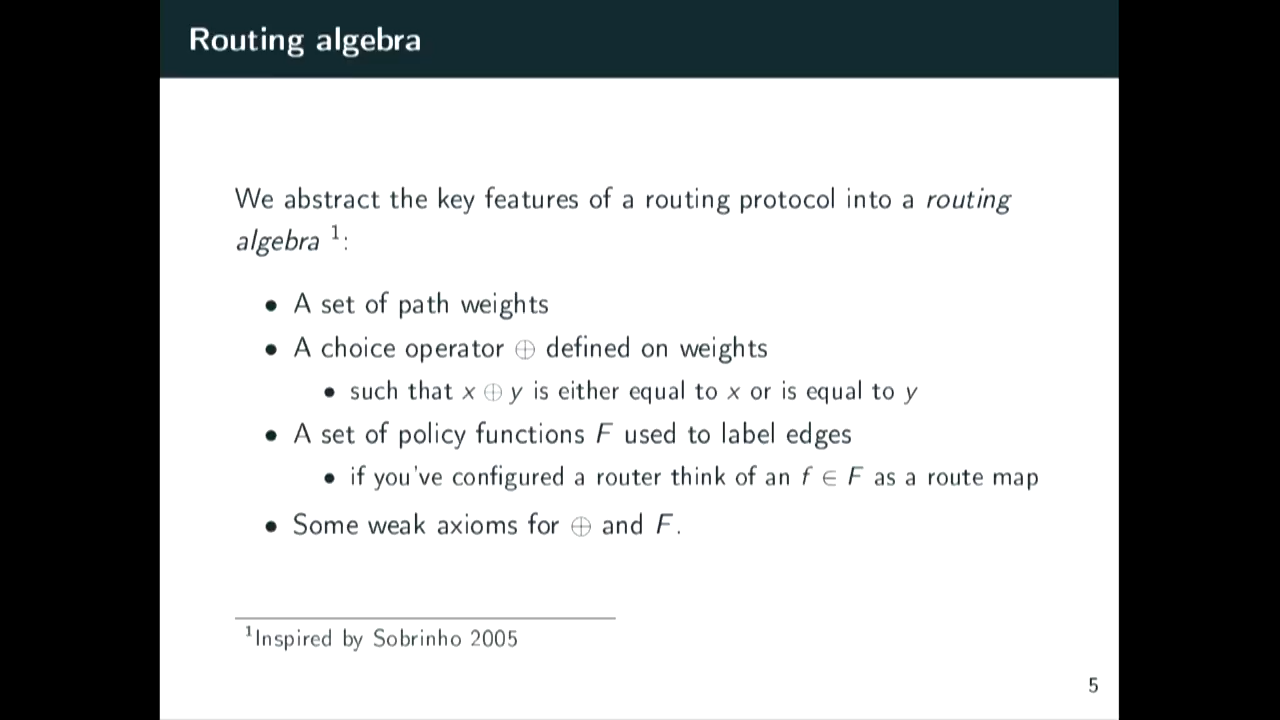 Routing algebra
We abstract the key features of a routing protocol into a routing
algebra ¹:
• A set of path weights
• A choice operator ⊕ defined on weights
• such that x ⊕ y is either equal to x or is equal to y
• A set of policy functions F used to label edges
• if you've configured a router think of an f ∈ F as a route map
• Some weak axioms for ⊕ and F.
¹Inspired by Sobrinho 2005
5